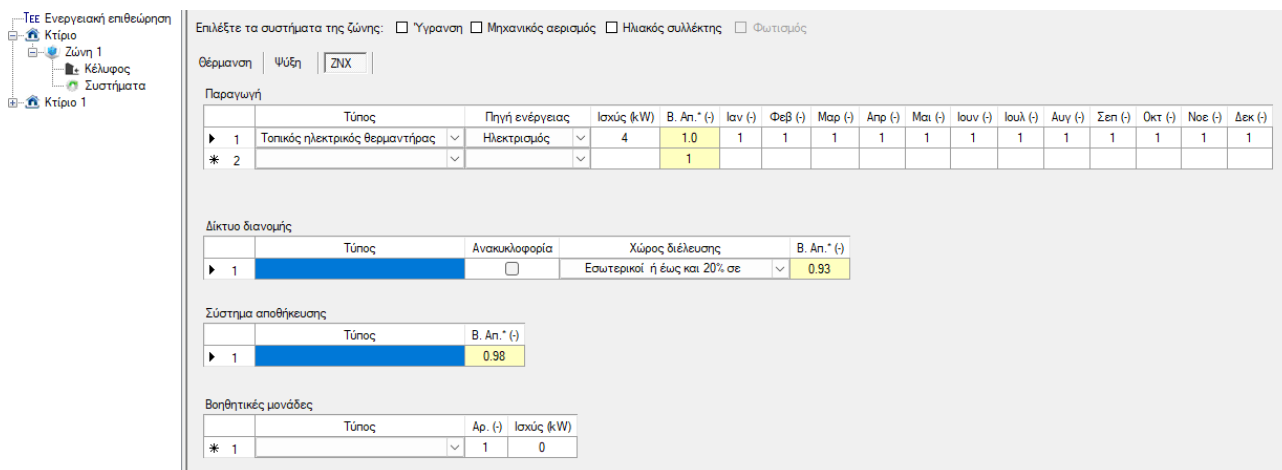 ΤΕΕ Ενεργειακή επιθεώρηση
Κτίριο
Ζώνη 1
Κέλυφος
Συστήματα
Κτίριο 1
Επιλέξτε τα συστήματα της ζώνης: Ύγρανση Μηχανικός αερισμός Ηλιακός συλλέκτης Φωτισμός
Θέρμανση Ψύξη ΖΝΧ
Παραγωγή
Τύπος Πηγή ενέργειας Ισχύς (kW) Β. Απ.* (-) Ιαν (-) Φεβ (-) Μαρ (-) Απρ (-) Μαι (-) Ιουν (-) Ιουλ (-) Αυγ (-) Σεπ (-) Οκτ (-) Νοε (-) Δεκ (-)
1 Τοπικός ηλεκτρικός θερμαντήρας Ηλεκτρισμός 4 1.0 1 1 1 1 1 1 1 1 1 1 1 1
2 1
Δίκτυο διανομής
Τύπος Ανακυκλοφορία Χώρος διέλευσης Β. Απ.* (-)
1 Εσωτερικοί ή έως και 20% σε 0.93
Σύστημα αποθήκευσης
Τύπος Β. Απ.* (-)
1 0.98
Βοηθητικές μονάδες
Τύπος Αρ. (-) Ισχύς (kW)
1 1 0